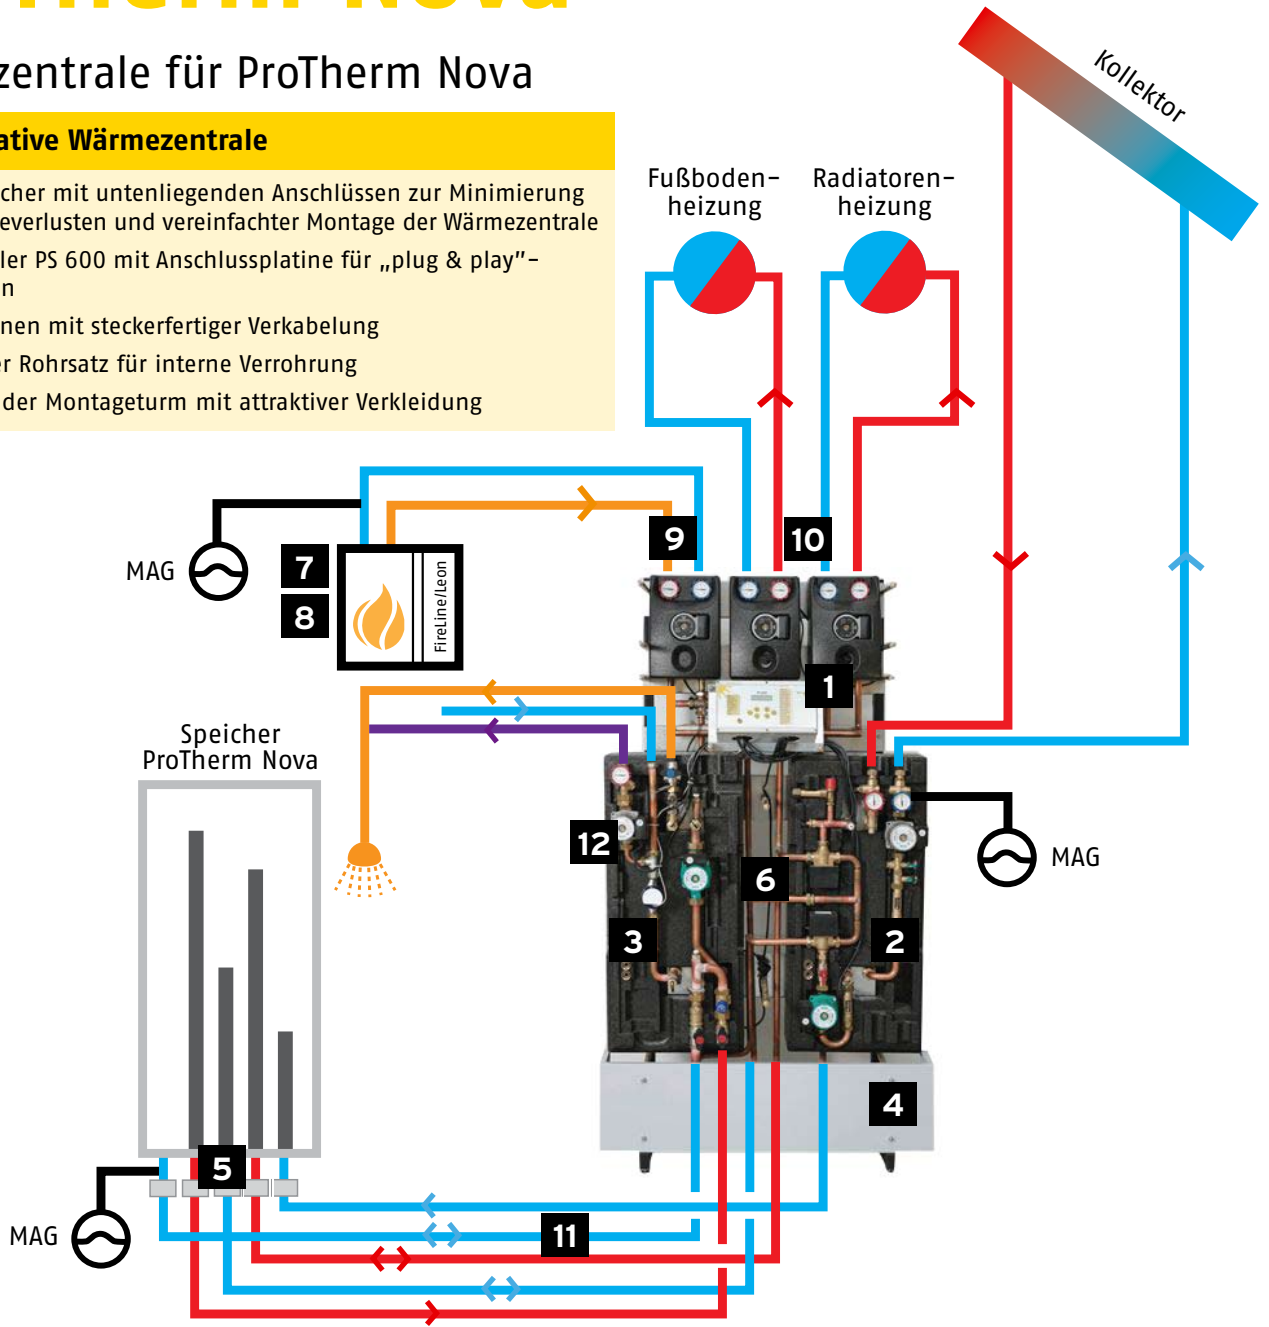 Therm Nova
zentrale für ProTherm Nova
ative Wärmezentrale
cher mit untenliegenden Anschlüssen zur Minimierung
everlusten und vereinfachter Montage der Wärmezentrale
ler PS 600 mit Anschlussplatine für „plug & play"-
n
nen mit steckerfertiger Verkabelung
er Rohrsatz für interne Verrohrung
der Montageturm mit attraktiver Verkleidung
Kollektor
Fußboden-
heizung
Radiatoren-
heizung
MAG
7
8
FireLine/Leon
9
10
1
Speicher
ProTherm Nova
12
6
3
2
MAG
4
5
11
MAG